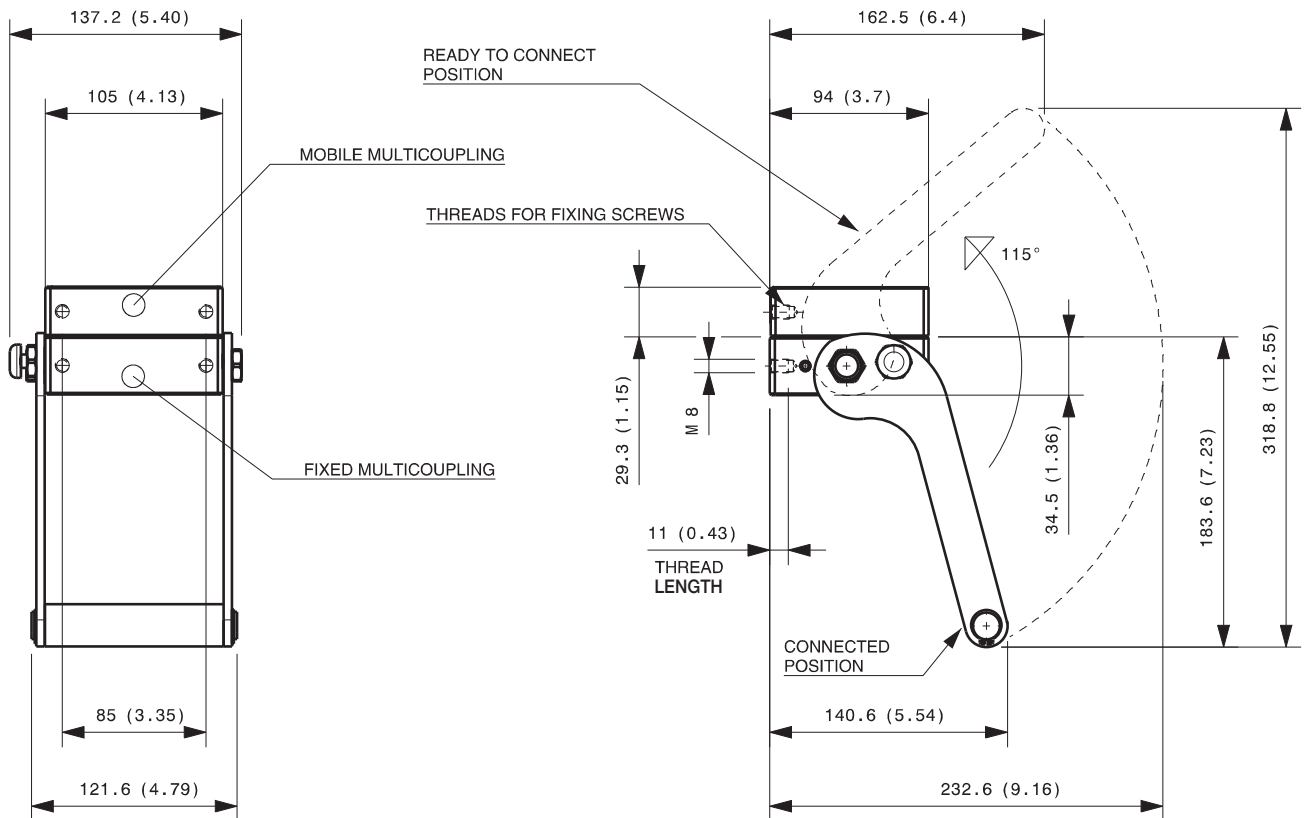 137.2 (5.40)
105 (4.13)
MOBILE MULTICOUPLING
FIXED MULTICOUPLING
85 (3.35)
121.6 (4.79)
162.5 (6.4)
READY TO CONNECT
POSITION
94 (3.7)
THREADS FOR FIXING SCREWS
115°
29.3 (1.15)
M 8
34.5 (1.36)
183.6 (7.23)
318.8 (12.55)
11 (0.43)
THREAD
LENGTH
CONNECTED
POSITION
140.6 (5.54)
232.6 (9.16)